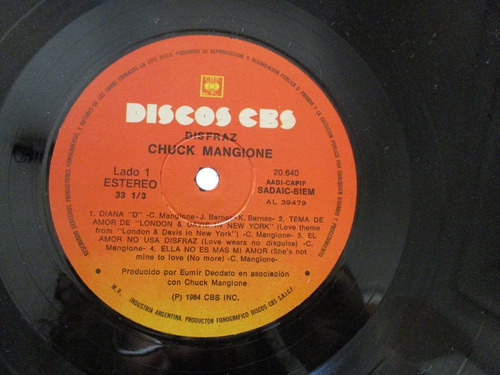 DISCOS CBS
DISFRAZ
CHUCK MANGIONE
Lado 1
ESTEREO
33 1/3
20.640
AADI-CAPIF
SADAIC-BIEM
AL 39479
1. DIANA "D" -C. Mangione- J. Barnes- K. Barnes- 2. TEMA DE
AMOR DE "LONDON & DAVIS IN NEW YORK" (Love theme
from "London & Davis in New York") -C. Mangione- 3. EL
AMOR NO USA DISFRAZ (Love wears no disguise) -C.
Mangione- 4. ELLA NO ES MAS MI AMOR (She's not
mine to love (No more) -C. Mangione-
Producido por Eumir Deodato en asociación
con Chuck Mangione
(P) 1984 CBS INC.
INDUSTRIA ARGENTINA. PRODUCTOR FONOGRAFICO DISCOS CBS S.A.I.C.F.